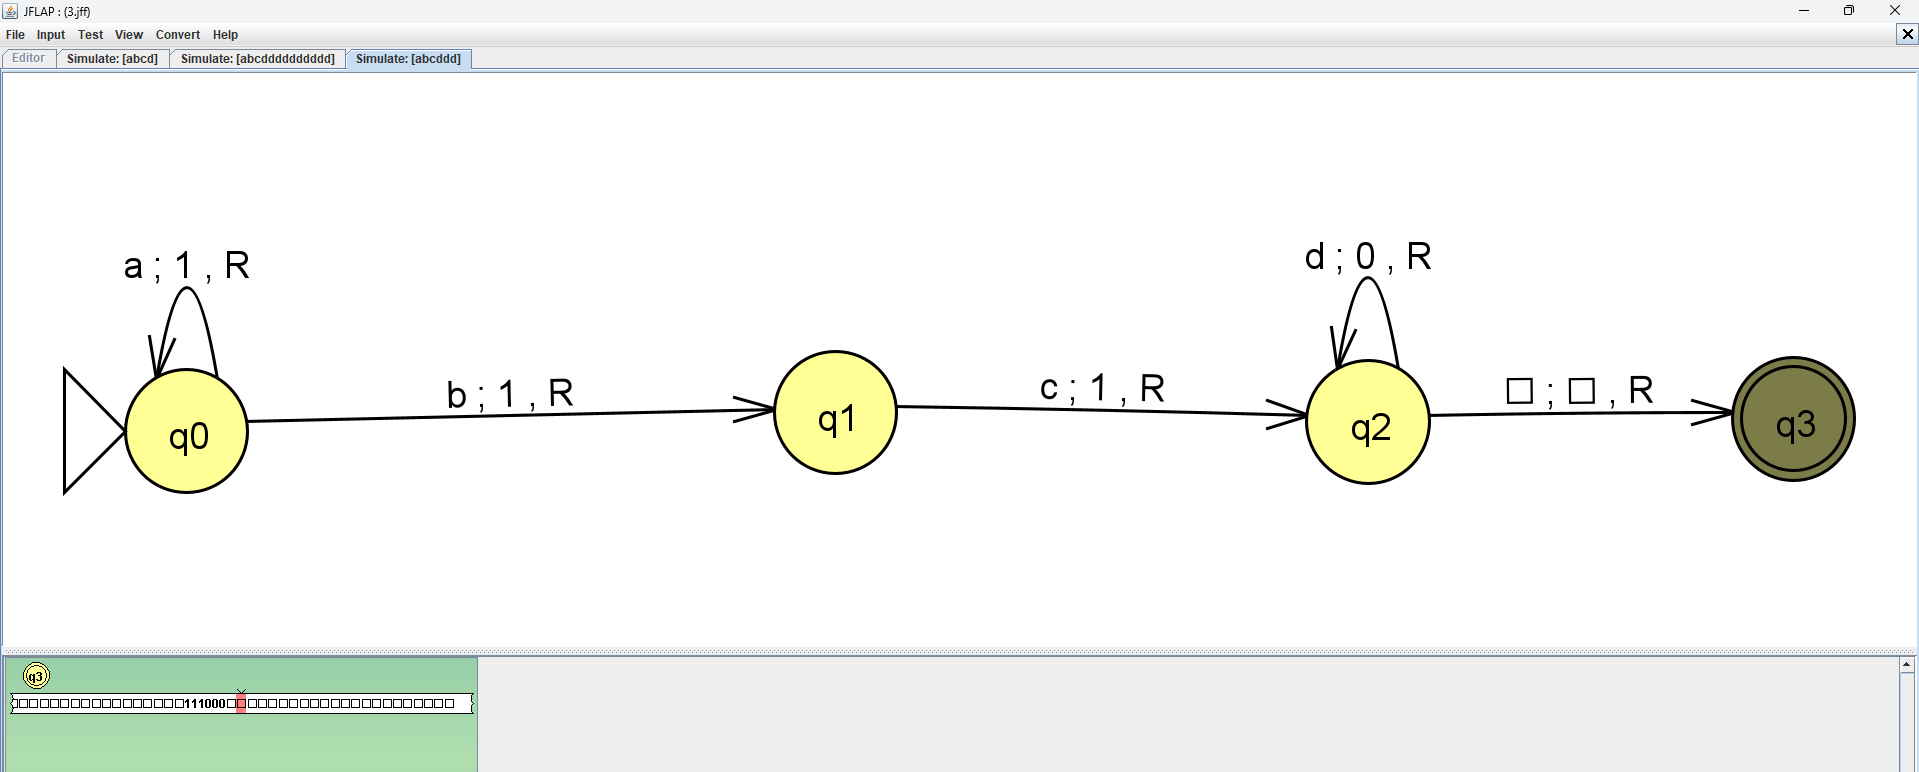 JFLAP : (3.jff)
File Input Test View Convert Help
Editor Simulate: [abcd] Simulate: [abcdddddddddd] Simulate: [abcddd]
a ; 1 , R
d ; 0 , R
b ; 1 , R
c ; 1 , R
□ ; □ , R
q0
q1
q2
q3
q3
□□□□□□□□□□□□□□□□□111000□□□□□□□□□□□□□□□□□□□□□□